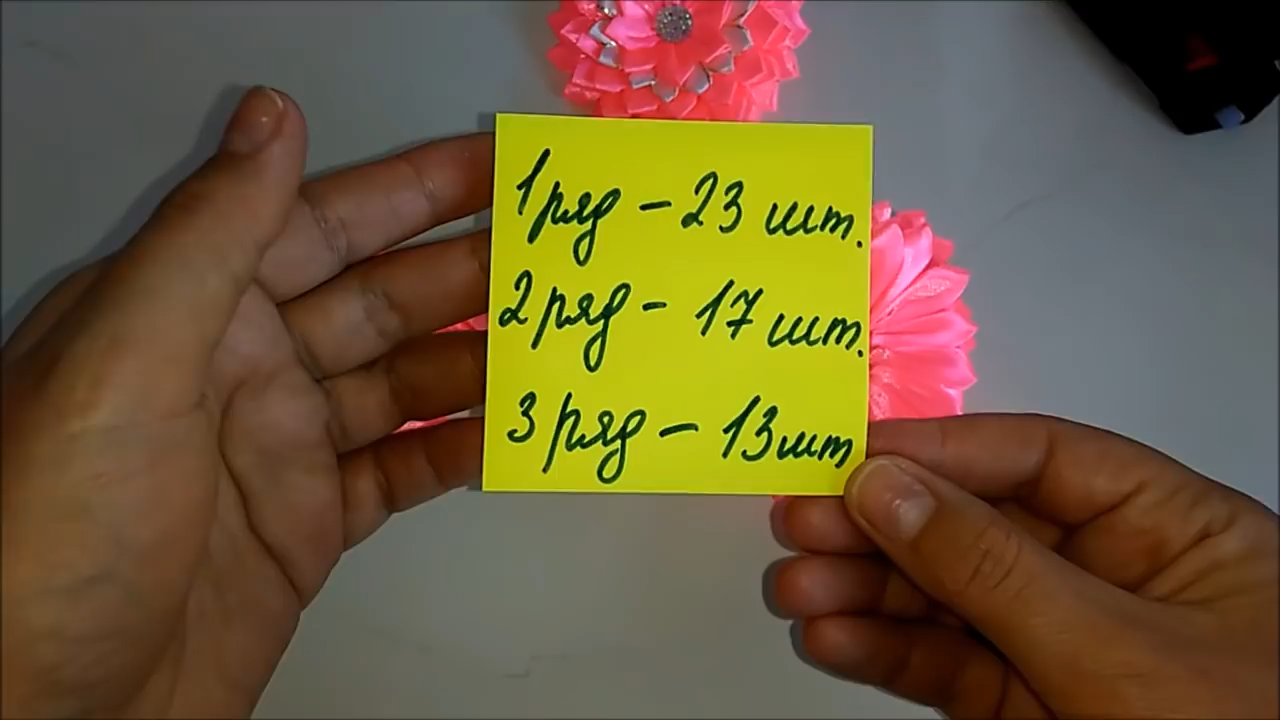 1 ряд - 23 шт.
2 ряд - 17 шт.
3 ряд - 13 шт